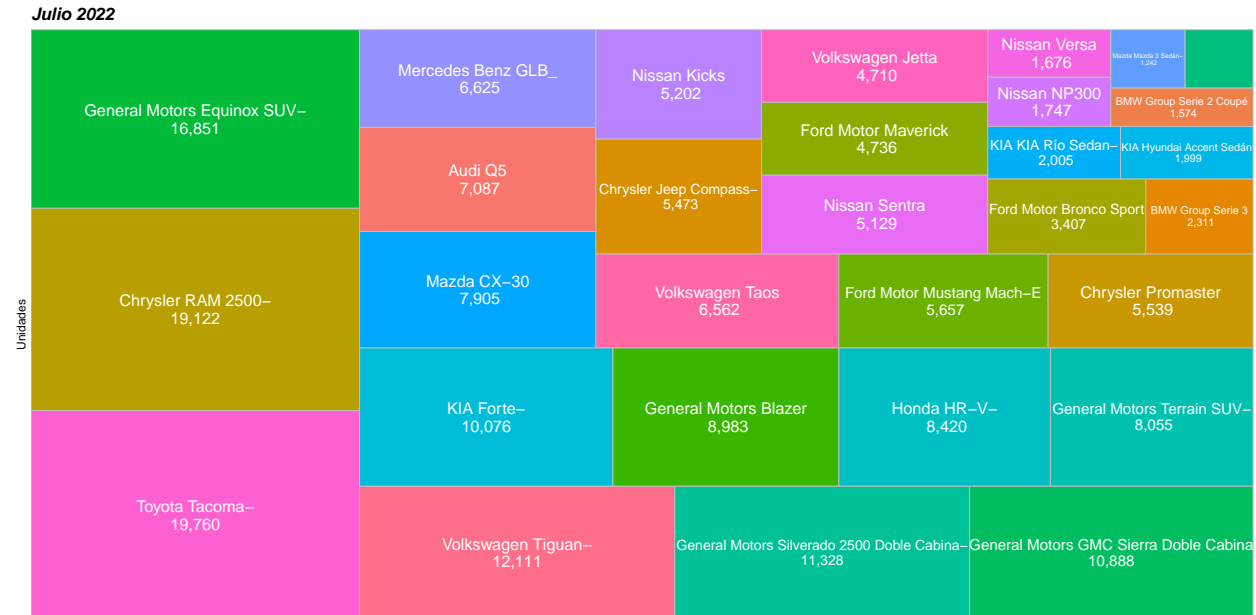 Julio 2022
Unidades
General Motors Equinox SUV−
16,851
Chrysler RAM 2500−
19,122
Toyota Tacoma−
19,760
Mercedes Benz GLB_
6,625
Audi Q5
7,087
Mazda CX−30
7,905
KIA Forte−
10,076
Volkswagen Tiguan−
12,111
Nissan Kicks
5,202
Chrysler Jeep Compass−
5,473
Volkswagen Taos
6,562
General Motors Blazer
8,983
General Motors Silverado 2500 Doble Cabina−
11,328
Volkswagen Jetta
4,710
Ford Motor Maverick
4,736
Nissan Sentra
5,129
Ford Motor Mustang Mach−E
5,657
Honda HR−V−
8,420
General Motors GMC Sierra Doble Cabina
10,888
Nissan Versa
1,676
Nissan NP300
1,747
KIA KIA Río Sedan−
2,005
Ford Motor Bronco Sport
3,407
Chrysler Promaster
5,539
General Motors Terrain SUV−
8,055
Mazda Mazda 3 Sedán−
1,242
BMW Group Serie 2 Coupé
1,574
KIA Hyundai Accent Sedán
1,999
BMW Group Serie 3
2,311